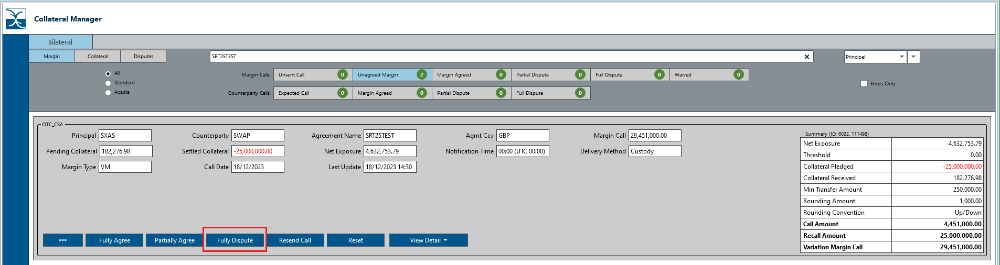 Collateral Manager
Bilateral
Margin Collateral Disputes SRT25TEST Principal
All
Standard
Acadia
Margin Calls Unsent Call 0 Unagreed Margin 2 Margin Agreed 0 Partial Dispute 0 Full Dispute 0 Waived 0
Errors Only
Counterparty Calls Expected Call 0 Margin Agreed 0 Partial Dispute 0 Full Dispute 0
OTC_CSA
Principal SXAS Counterparty SWAP Agreement Name SRT25TEST Agmt Ccy GBP Margin Call 29,451,000.00
Pending Collateral 182,276.98 Settled Collateral -25,000,000.00 Net Exposure 4,632,753.79 Notification Time 00:00 (UTC 00:00) Delivery Method Custody
Margin Type VM Call Date 18/12/2023 Last Update 18/12/2023 14:30
Summary (ID: 6022, 111498)
Net Exposure 4,632,753.79
Threshold 0.00
Collateral Pledged -25,000,000.00
Collateral Received 182,276.98
Min Transfer Amount 250,000.00
Rounding Amount 1,000.00
Rounding Convention Up/Down
Call Amount 4,451,000.00
Recall Amount 25,000,000.00
Variation Margin Call 29,451,000.00
••• Fully Agree Partially Agree Fully Dispute Resend Call Reset View Detail